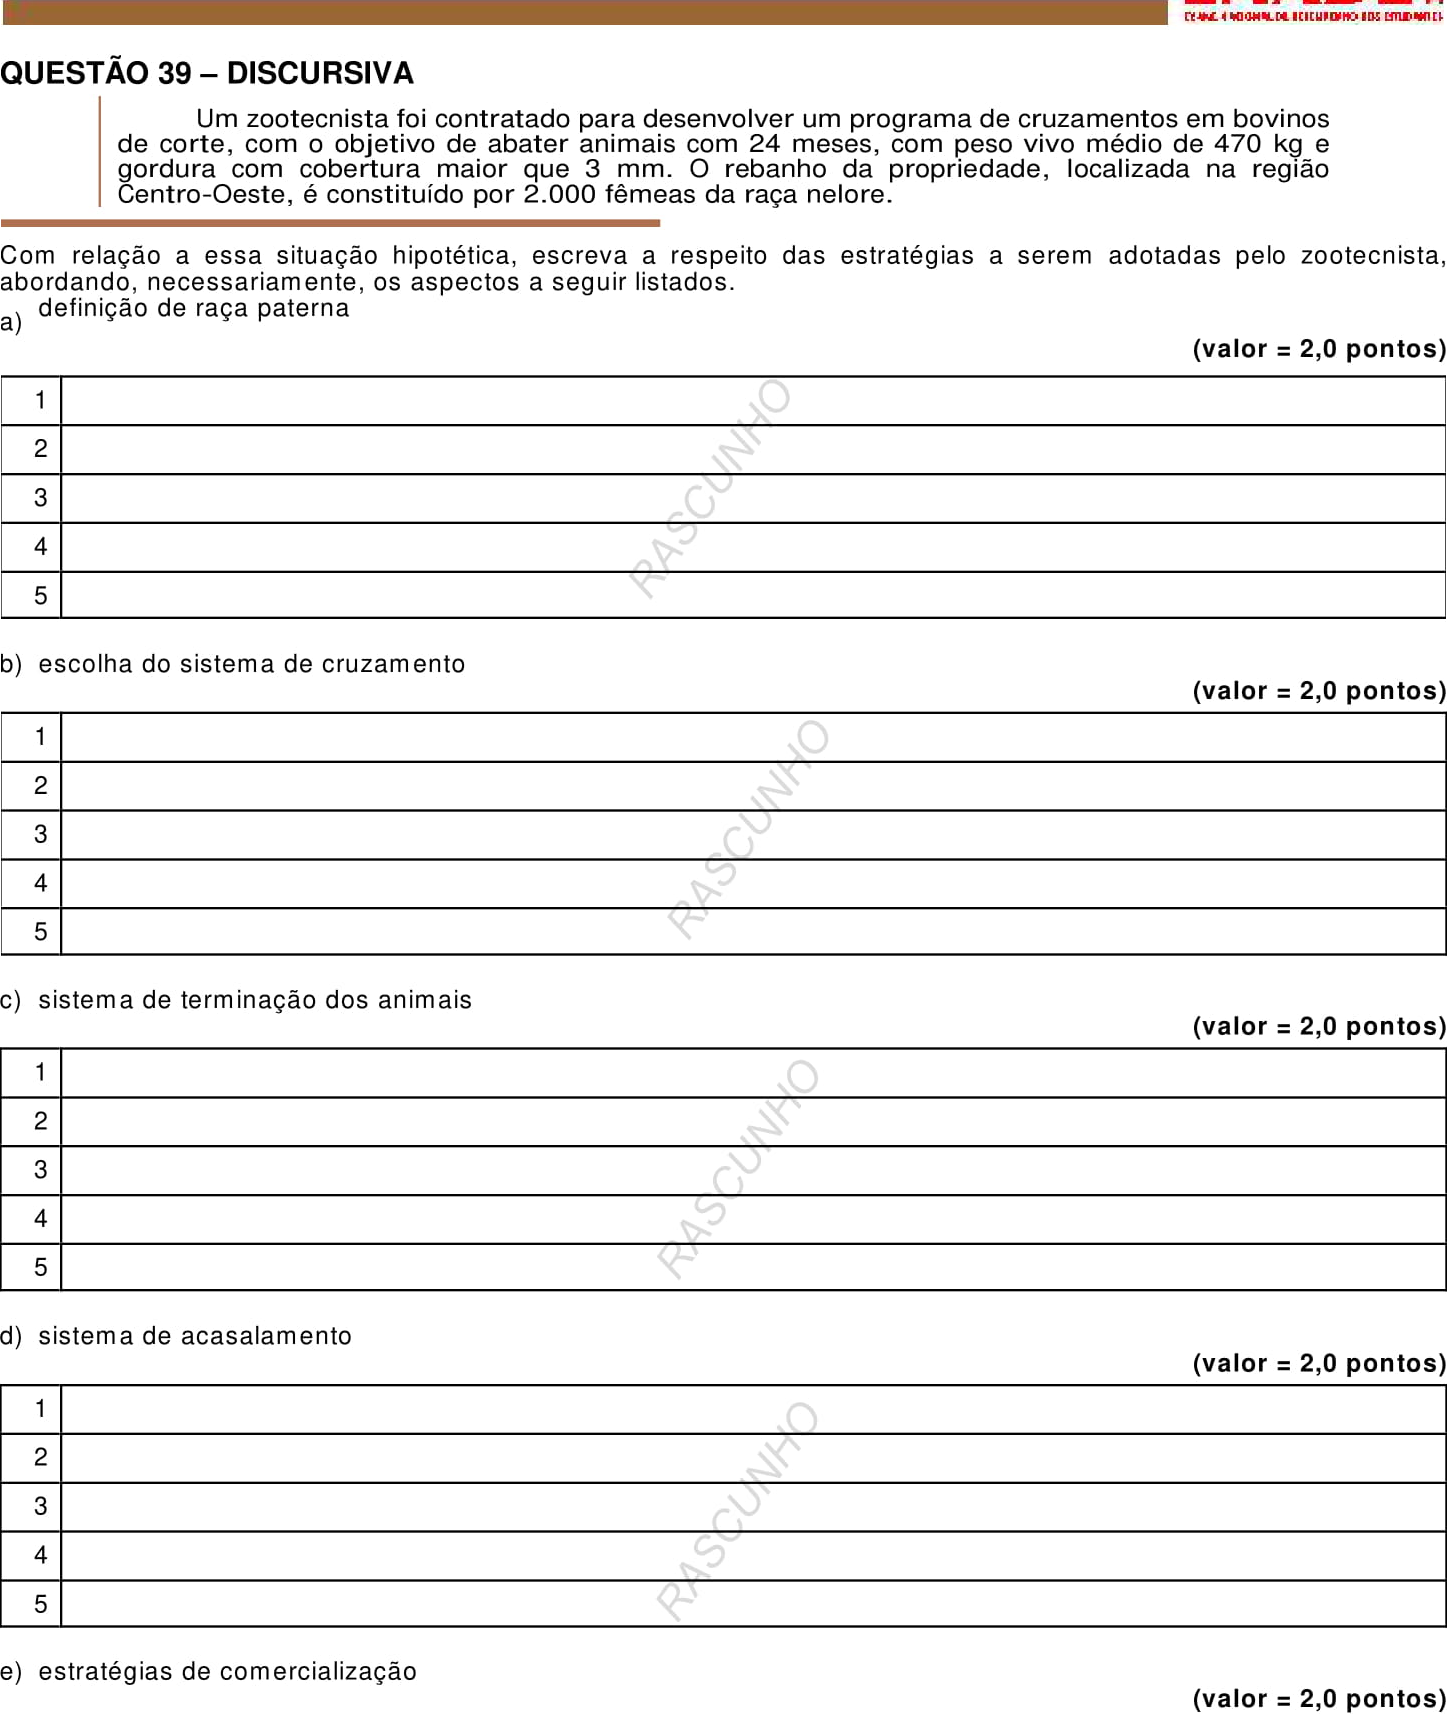 QUESTÃO 39 – DISCURSIVA
Um zootecnista foi contratado para desenvolver um programa de cruzamentos em bovinos
de corte, com o objetivo de abater animais com 24 meses, com peso vivo médio de 470 kg e
gordura com cobertura maior que 3 mm. O rebanho da propriedade, localizada na região
Centro-Oeste, é constituído por 2.000 fêmeas da raça nelore.
Com relação a essa situação hipotética, escreva a respeito das estratégias a serem adotadas pelo zootecnista,
abordando, necessariamente, os aspectos a seguir listados.
a) definição de raça paterna
(valor = 2,0 pontos)
1
2
RASCUNHO
3
4
5
b) escolha do sistema de cruzamento
(valor = 2,0 pontos)
1
2
RASCUNHO
3
4
5
c) sistema de terminação dos animais
(valor = 2,0 pontos)
1
2
RASCUNHO
3
4
5
d) sistema de acasalamento
(valor = 2,0 pontos)
1
2
RASCUNHO
3
4
5
e) estratégias de comercialização
(valor = 2,0 pontos)